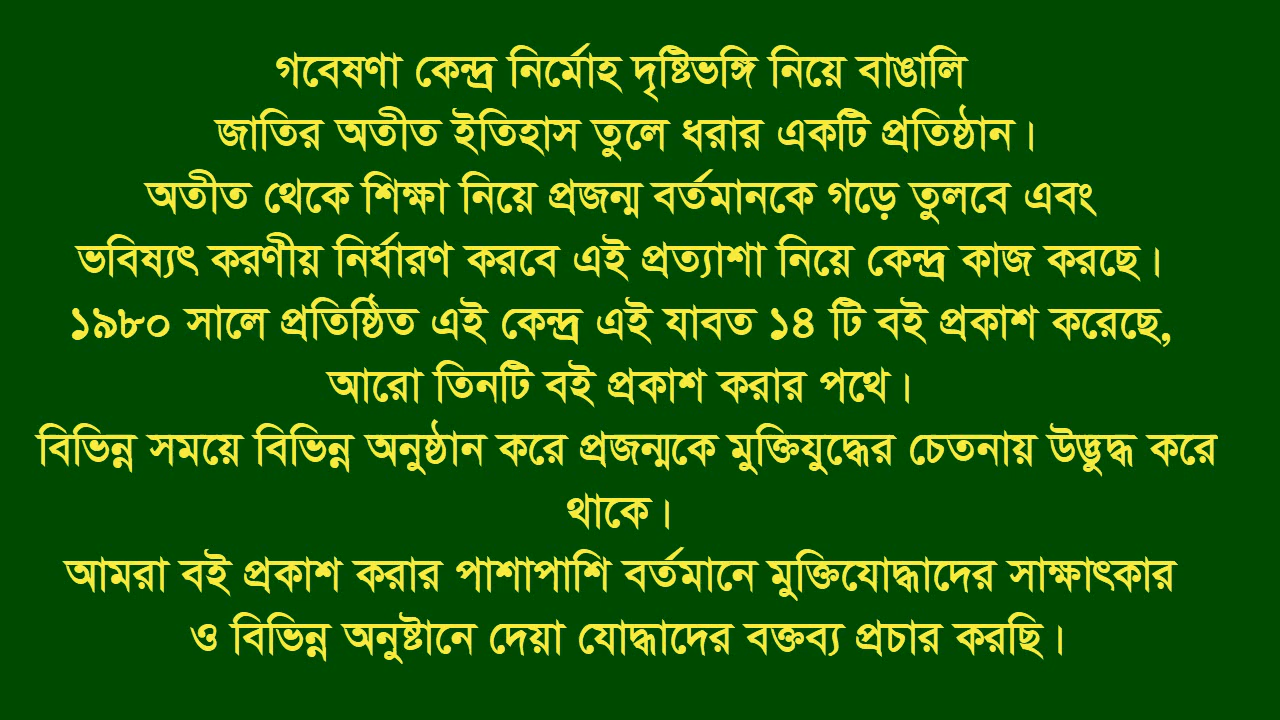 গবেষণা কেন্দ্র নির্মোহ দৃষ্টিভঙ্গি নিয়ে বাঙালি
জাতির অতীত ইতিহাস তুলে ধরার একটি প্রতিষ্ঠান।
অতীত থেকে শিক্ষা নিয়ে প্রজন্ম বর্তমানকে গড়ে তুলবে এবং
ভবিষ্যৎ করণীয় নির্ধারণ করবে এই প্রত্যাশা নিয়ে কেন্দ্র কাজ করছে।
১৯৮০ সালে প্রতিষ্ঠিত এই কেন্দ্র এই যাবত ১৪ টি বই প্রকাশ করেছে,
আরো তিনটি বই প্রকাশ করার পথে।
বিভিন্ন সময়ে বিভিন্ন অনুষ্ঠান করে প্রজন্মকে মুক্তিযুদ্ধের চেতনায় উদ্ভুদ্ধ করে
থাকে।
আমরা বই প্রকাশ করার পাশাপাশি বর্তমানে মুক্তিযোদ্ধাদের সাক্ষাৎকার
ও বিভিন্ন অনুষ্টানে দেয়া যোদ্ধাদের বক্তব্য প্রচার করছি।